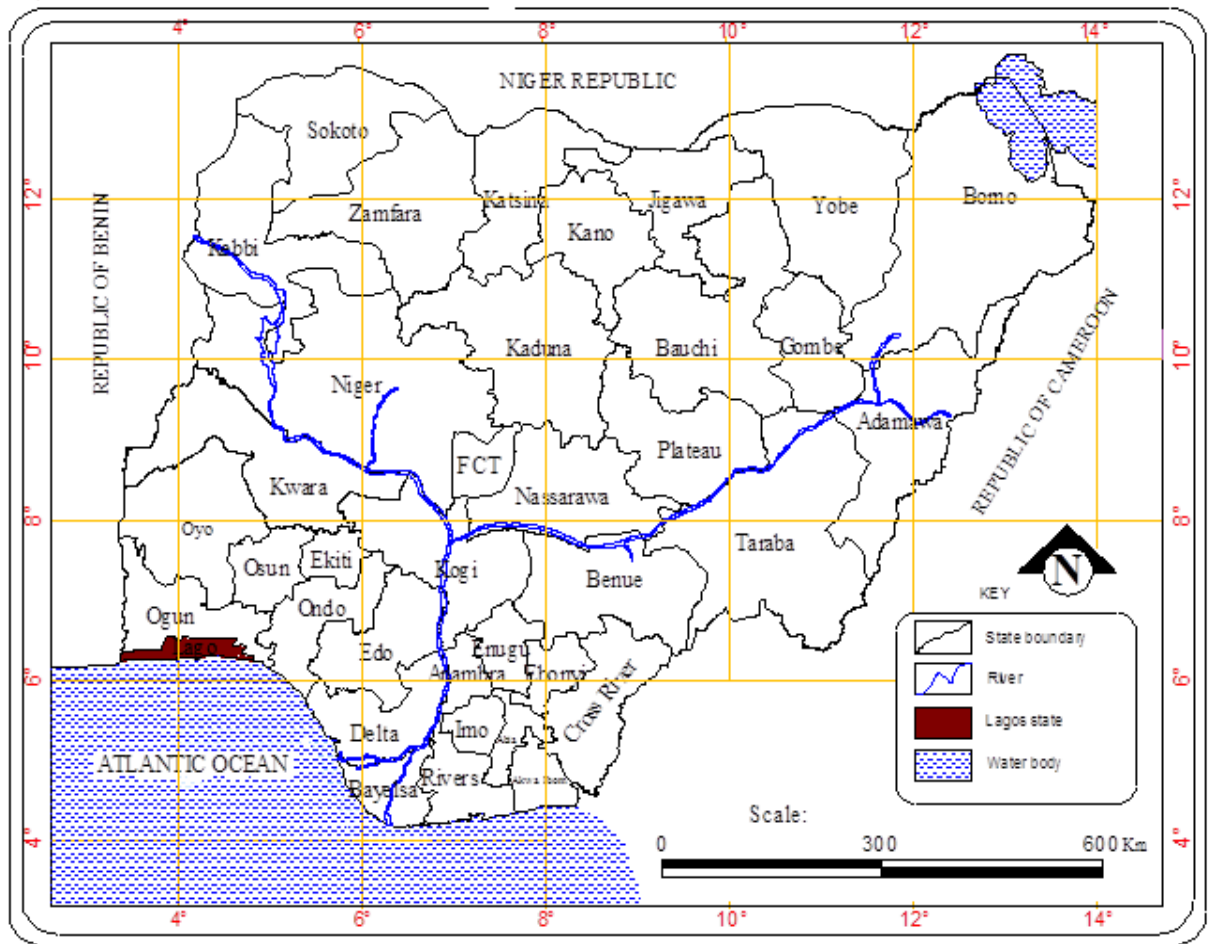 4° 6° 8° 10° 12° 14°
NIGER REPUBLIC
Sokoto
12°
Zamfara
Katsina
Jigawa
Yobe
Borno
12°
Kano
Kebbi
REPUBLIC OF BENIN
10°
Kaduna
Bauchi
Gombe
10°
Niger
Adamawa
REPUBLIC OF CAMEROON
FCT
Plateau
Kwara
Nassarawa
8°
Oyo
Taraba
8°
Osun
Ekiti
Kogi
Benue
N
Ogun
Ondo
KEY
State boundary
River
Lagos state
Water body
Lago
Edo
Enugu
Anambra
Ebonyi
6°
6°
Cross River
Delta
Imo
ATLANTIC OCEAN
Bayelsa
Rivers
Scale:
4°
4°
0 300 600 Km
4° 6° 8° 10° 12° 14°